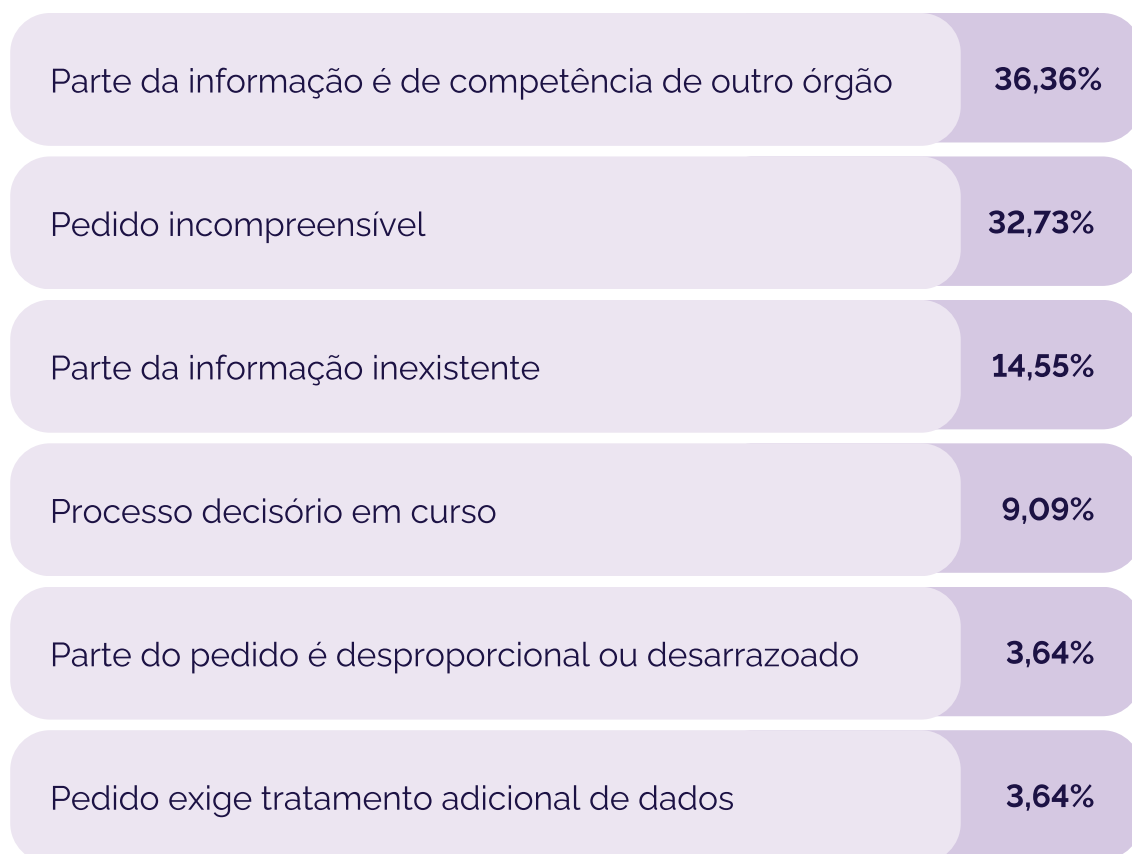 Parte da informação é de competência de outro órgão 36,36%
Pedido incompreensível 32,73%
Parte da informação inexistente 14,55%
Processo decisório em curso 9,09%
Parte do pedido é desproporcional ou desarrazoado 3,64%
Pedido exige tratamento adicional de dados 3,64%